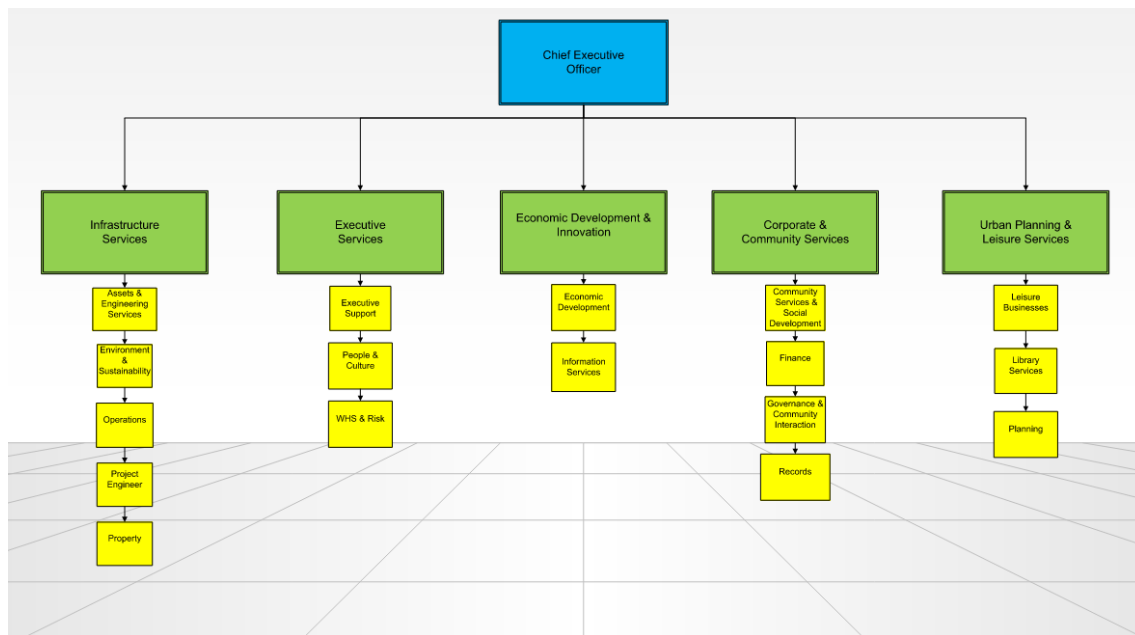 Chief Executive
Officer
Infrastructure
Services
Executive
Services
Economic Development &
Innovation
Corporate &
Community Services
Urban Planning &
Leisure Services
Assets &
Engineering
Services
Environment
&
Sustainability
Operations
Project
Engineer
Property
Executive
Support
People &
Culture
WHS & Risk
Economic
Development
Information
Services
Community
Services &
Social
Development
Finance
Governance &
Community
Interaction
Records
Leisure
Businesses
Library
Services
Planning